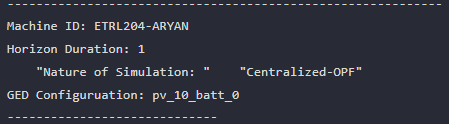 ------------------------------------------------------------
Machine ID: ETRL204-ARYAN
Horizon Duration: 1
    "Nature of Simulation: "    "Centralized-OPF"
GED Configuruation: pv_10_batt_0
-----------------------------